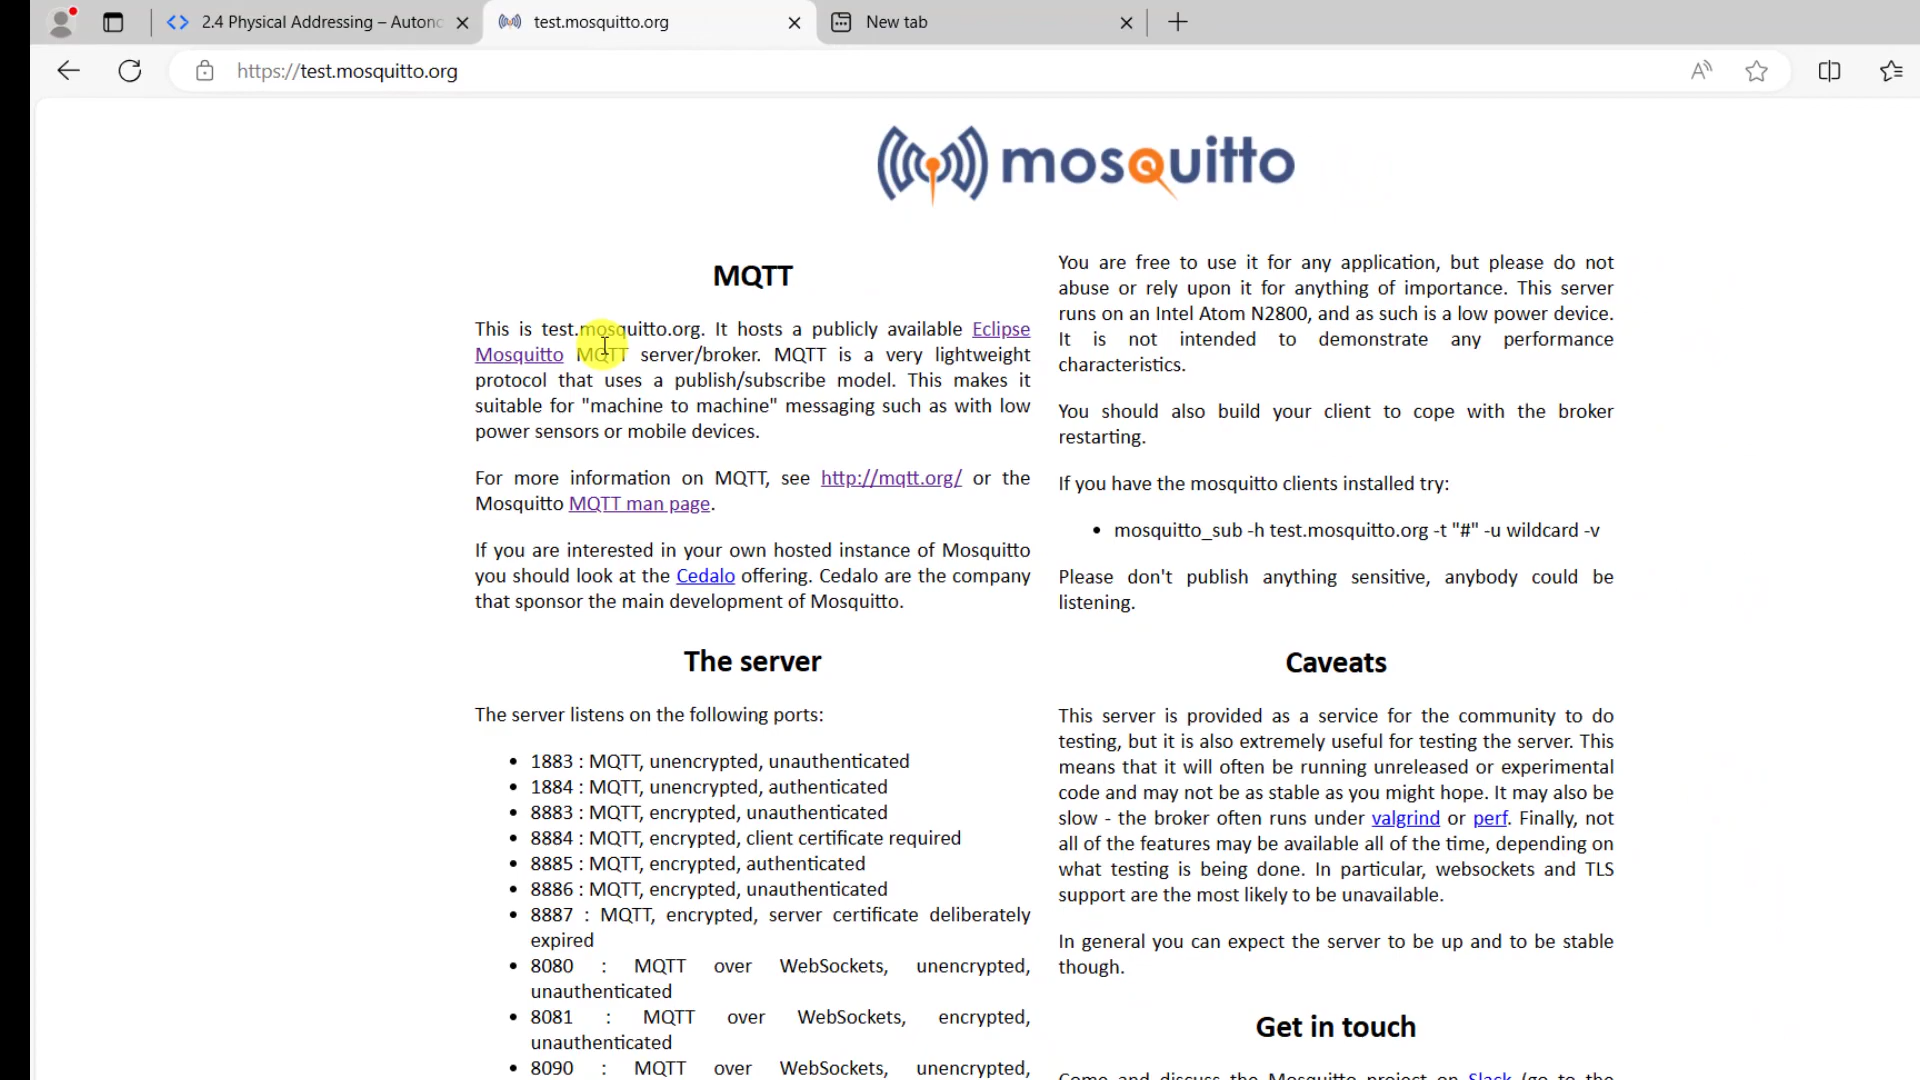 2.4 Physical Addressing – Autono
test.mosquitto.org
New tab
https://test.mosquitto.org
mosquitto
MQTT
This is test.mosquitto.org. It hosts a publicly available Eclipse
Mosquitto MQTT server/broker. MQTT is a very lightweight
protocol that uses a publish/subscribe model. This makes it
suitable for "machine to machine" messaging such as with low
power sensors or mobile devices.
For more information on MQTT, see http://mqtt.org/ or the
Mosquitto MQTT man page.
If you are interested in your own hosted instance of Mosquitto
you should look at the Cedalo offering. Cedalo are the company
that sponsor the main development of Mosquitto.
The server
The server listens on the following ports:
• 1883 : MQTT, unencrypted, unauthenticated
• 1884 : MQTT, unencrypted, authenticated
• 8883 : MQTT, encrypted, unauthenticated
• 8884 : MQTT, encrypted, client certificate required
• 8885 : MQTT, encrypted, authenticated
• 8886 : MQTT, encrypted, unauthenticated
• 8887 : MQTT, encrypted, server certificate deliberately
expired
• 8080 : MQTT over WebSockets, unencrypted,
unauthenticated
• 8081 : MQTT over WebSockets, encrypted,
unauthenticated
• 8090 : MQTT over WebSockets, unencrypted,
You are free to use it for any application, but please do not
abuse or rely upon it for anything of importance. This server
runs on an Intel Atom N2800, and as such is a low power device.
It is not intended to demonstrate any performance
characteristics.
You should also build your client to cope with the broker
restarting.
If you have the mosquitto clients installed try:
• mosquitto_sub -h test.mosquitto.org -t "#" -u wildcard -v
Please don't publish anything sensitive, anybody could be
listening.
Caveats
This server is provided as a service for the community to do
testing, but it is also extremely useful for testing the server. This
means that it will often be running unreleased or experimental
code and may not be as stable as you might hope. It may also be
slow - the broker often runs under valgrind or perf. Finally, not
all of the features may be available all of the time, depending on
what testing is being done. In particular, websockets and TLS
support are the most likely to be unavailable.
In general you can expect the server to be up and to be stable
though.
Get in touch
Come and discuss the Mosquitto project on Slack (go to the